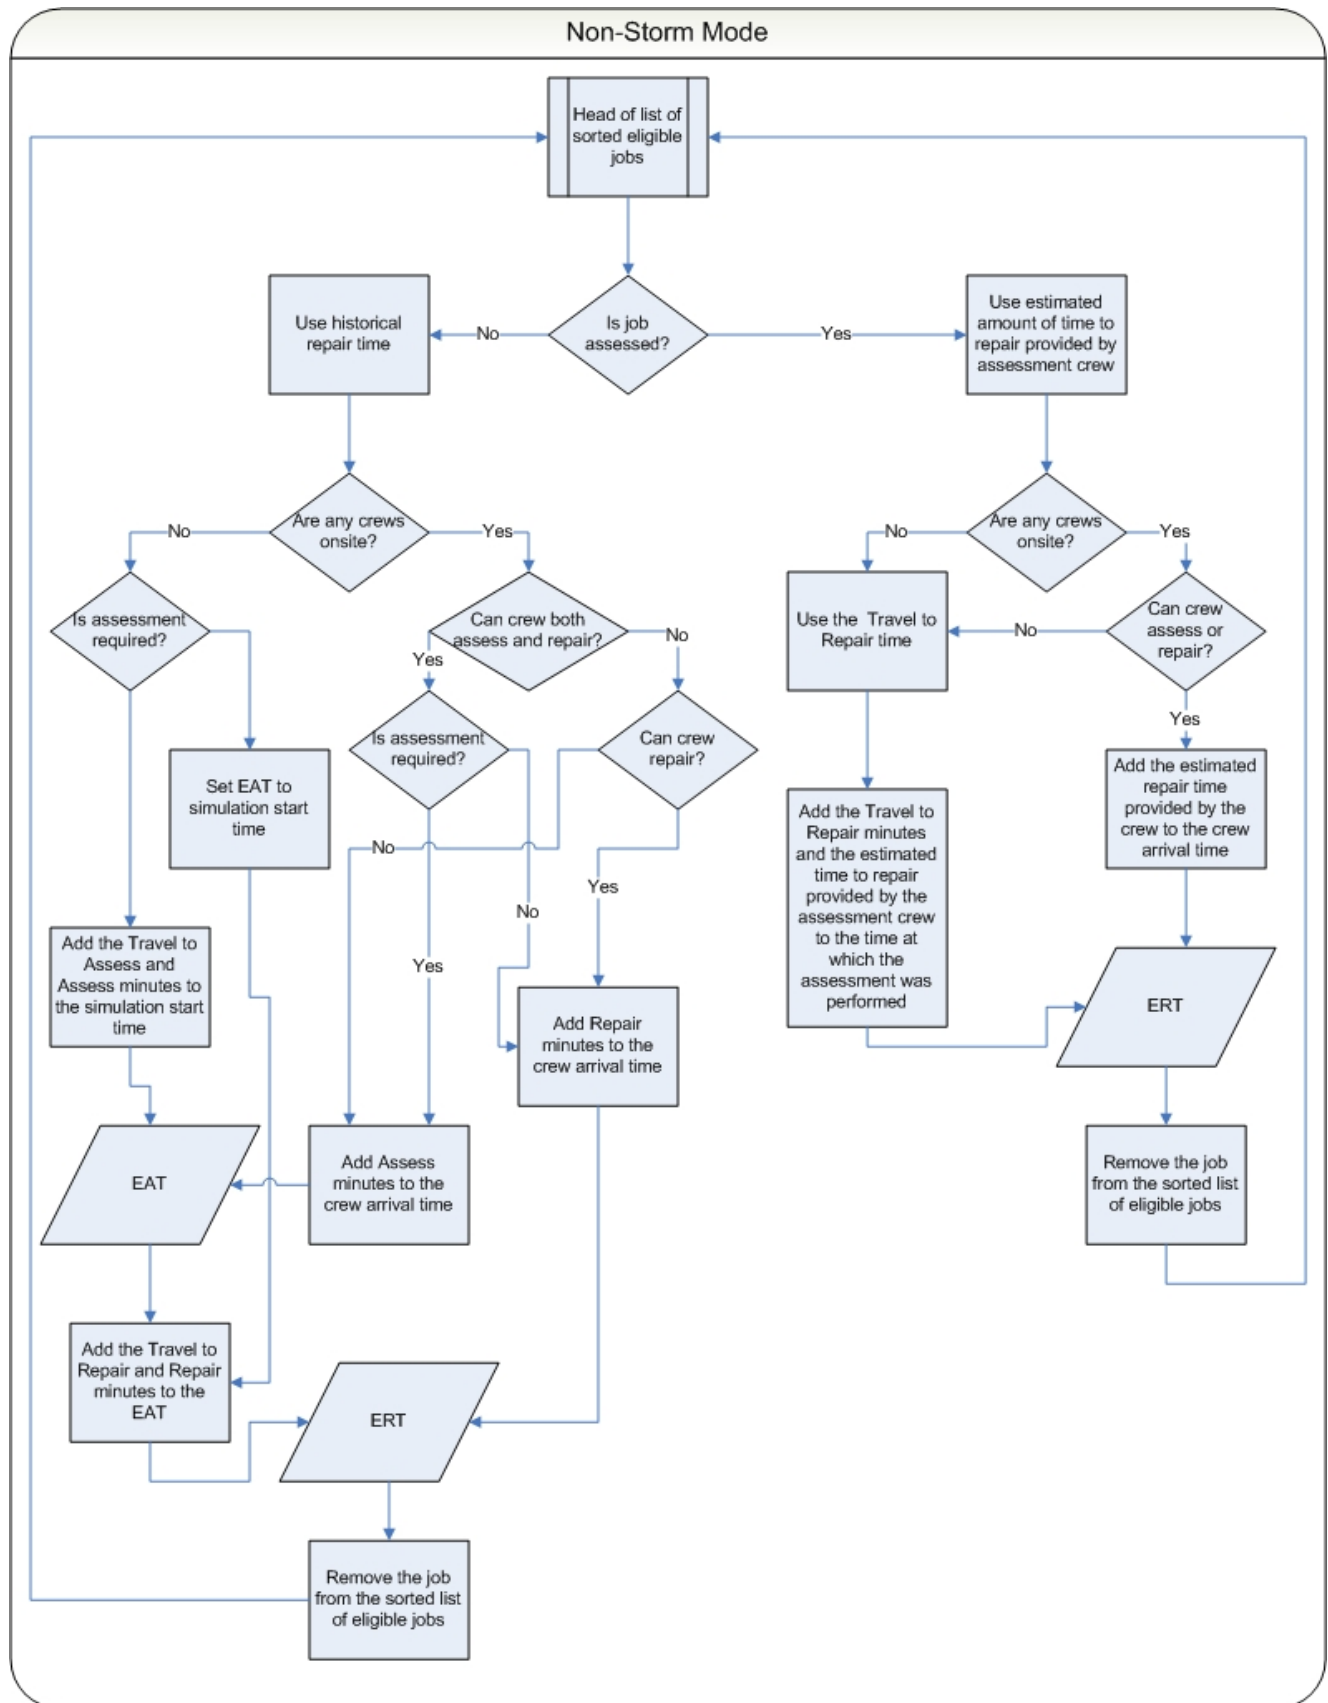 Non-Storm Mode
Head of list of
sorted eligible
jobs
Use historical
repair time
No
Is job
assessed?
Yes
Use estimated
amount of time to
repair provided by
assessment crew
No
Are any crews
onsite?
Yes
No
Are any crews
onsite?
Yes
Is assessment
required?
Can crew both
assess and repair?
No
Yes
Use the Travel to
Repair time
No
Can crew
assess or
repair?
Yes
Set EAT to
simulation start
time
Is assessment
required?
Can crew
repair?
No
Yes
No
Yes
Add the Travel to
Repair minutes
and the estimated
time to repair
provided by the
assessment crew
to the time at
which the
assessment was
performed
Add the estimated
repair time
provided by the
crew to the crew
arrival time
Add the Travel to
Assess and
Assess minutes to
the simulation start
time
Add Repair
minutes to the
crew arrival time
ERT
EAT
Add Assess
minutes to the
crew arrival time
Remove the job
from the sorted list
of eligible jobs
Add the Travel to
Repair and Repair
minutes to the
EAT
ERT
Remove the job
from the sorted list
of eligible jobs